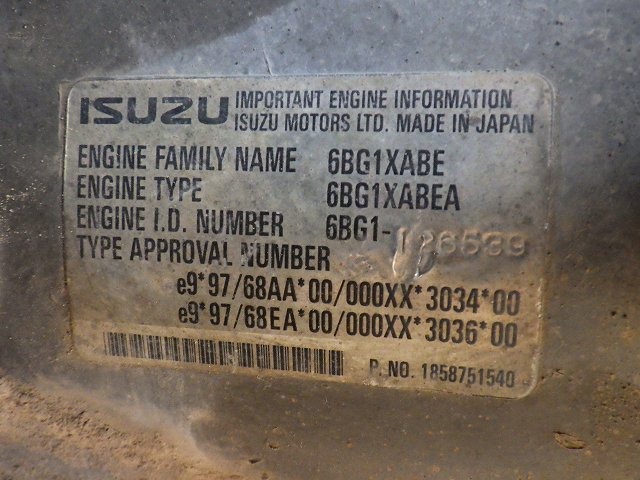 ISUZU IMPORTANT ENGINE INFORMATION
ISUZU MOTORS LTD. MADE IN JAPAN
ENGINE FAMILY NAME 6BG1XABE
ENGINE TYPE 6BG1XABEA
ENGINE I.D. NUMBER 6BG1-
TYPE APPROVAL NUMBER
e9*97/68AA*00/000XX*3034*00
e9*97/68EA*00/000XX*3036*00
P. NO. 1858751540